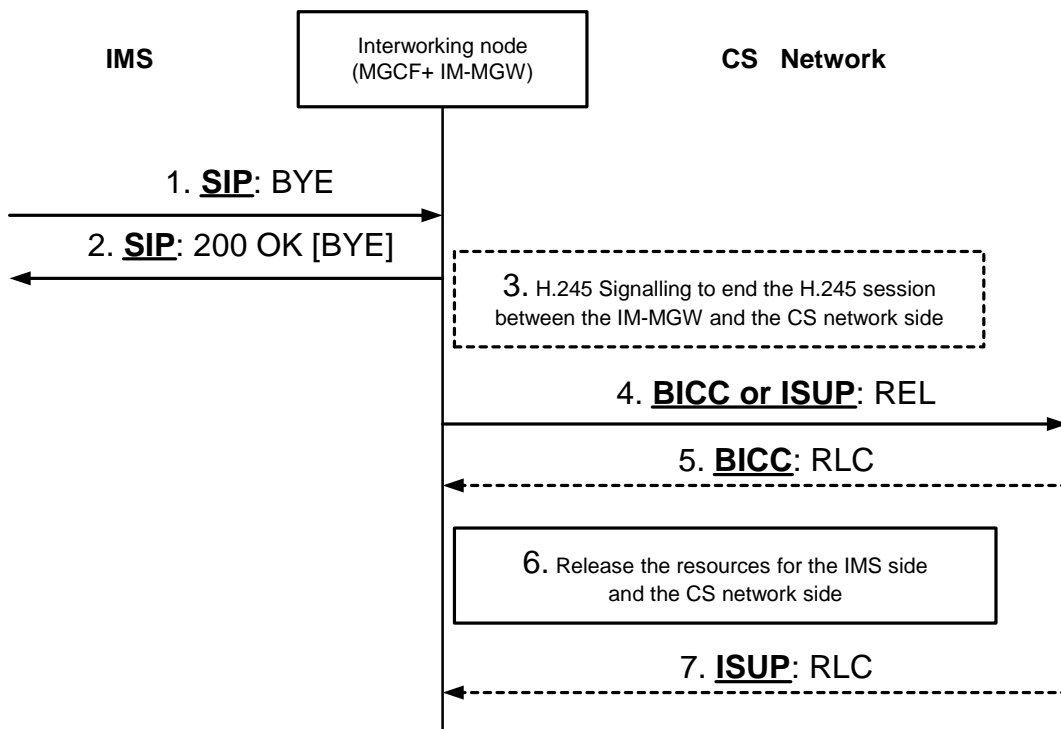 IMS
Interworking node
(MGCF+ IM-MGW)
CS Network
1. SIP: BYE
2. SIP: 200 OK [BYE]
3. H.245 Signalling to end the H.245 session
between the IM-MGW and the CS network side
4. BICC or ISUP: REL
5. BICC: RLC
6. Release the resources for the IMS side
and the CS network side
7. ISUP: RLC